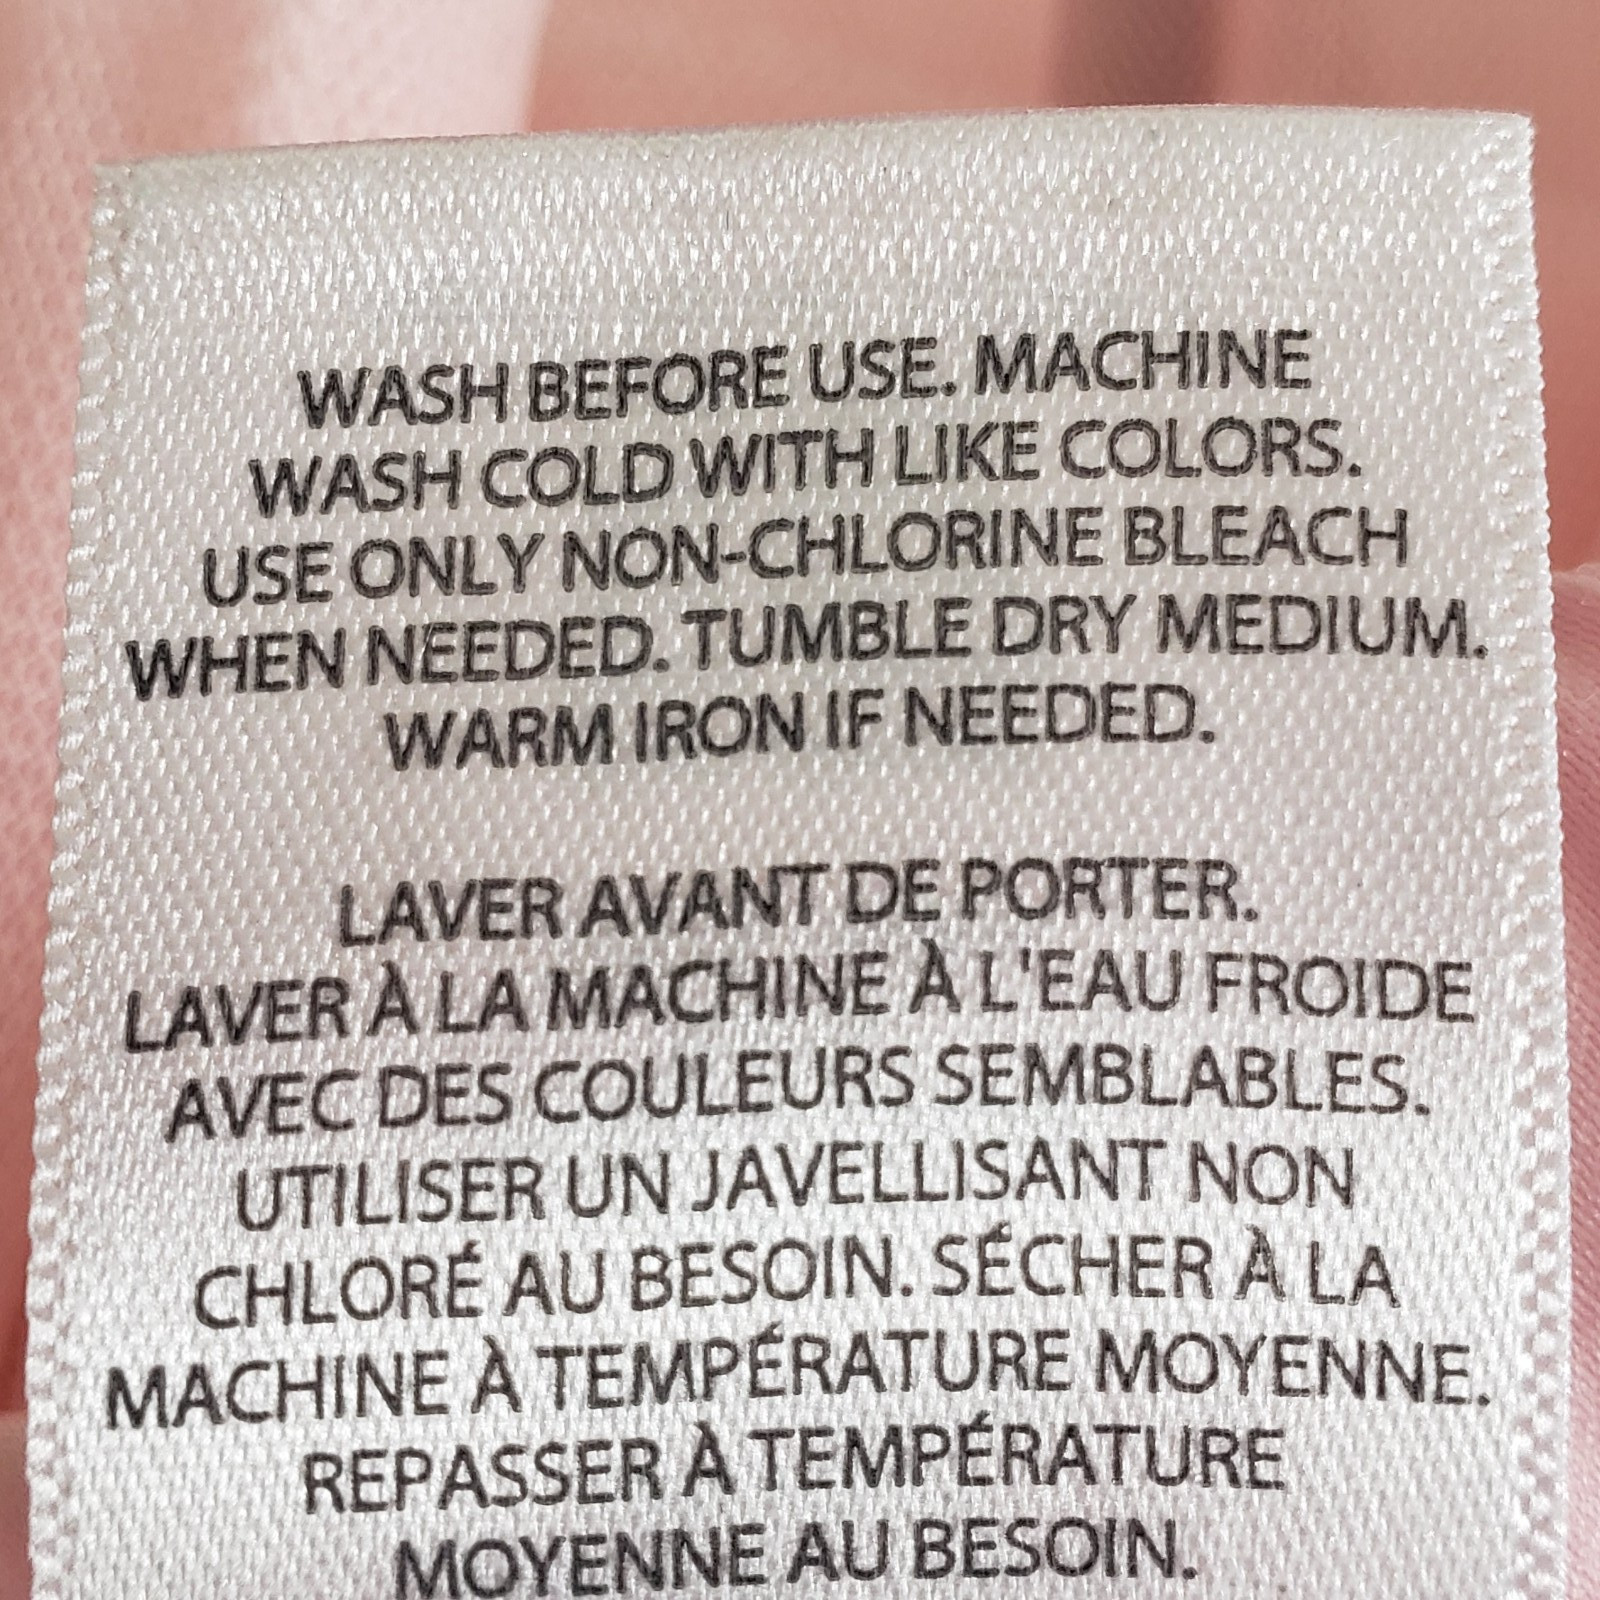 WASH BEFORE USE. MACHINE
WASH COLD WITH LIKE COLORS.
USE ONLY NON-CHLORINE BLEACH
WHEN NEEDED. TUMBLE DRY MEDIUM.
WARM IRON IF NEEDED.
LAVER AVANT DE PORTER.
LAVER À LA MACHINE À L'EAU FROIDE
AVEC DES COULEURS SEMBLABLES.
UTILISER UN JAVELLISANT NON
CHLORÉ AU BESOIN. SÉCHER À LA
MACHINE À TEMPÉRATURE MOYENNE.
REPASSER À TEMPÉRATURE
MOYENNE AU BESOIN.